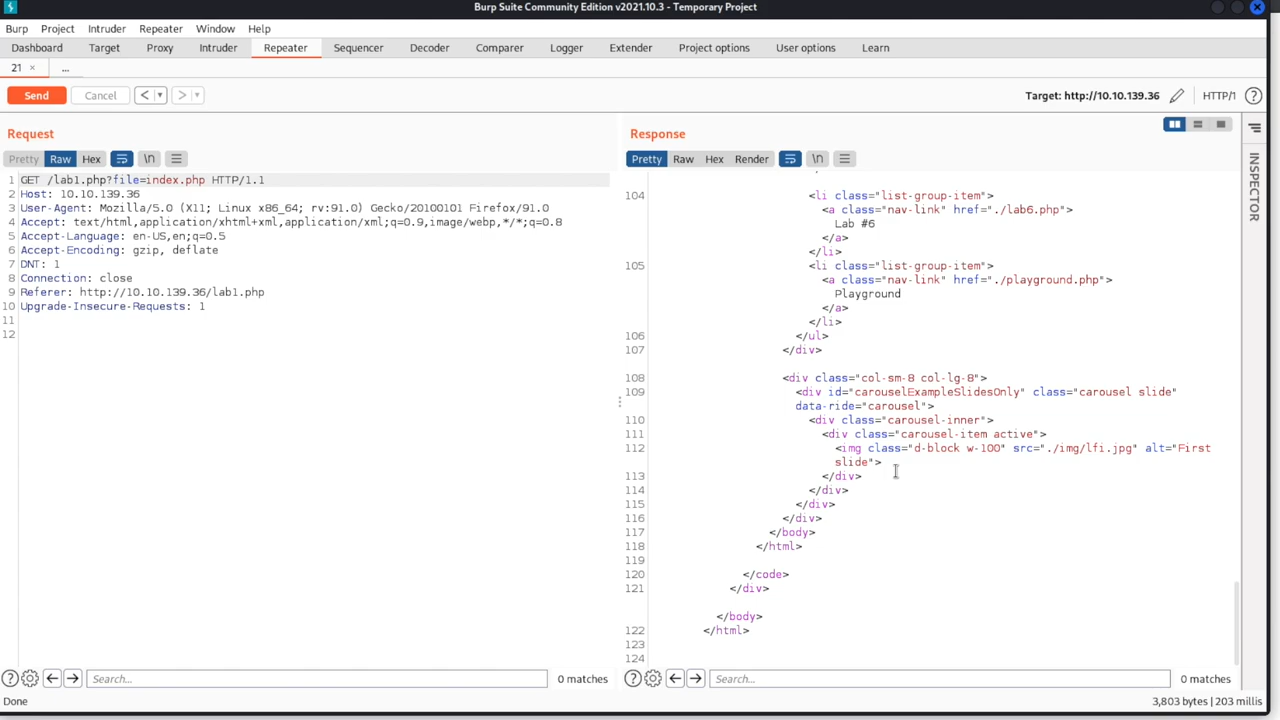 Burp Suite Community Edition v2021.10.3 - Temporary Project
Burp Project Intruder Repeater Window Help
Dashboard Target Proxy Intruder Repeater Sequencer Decoder Comparer Logger Extender Project options User options Learn
21 × ...
Send Cancel < > Target: http://10.10.139.36 HTTP/1 ?
Request
Pretty Raw Hex \n
1 GET /lab1.php?file=index.php HTTP/1.1
2 Host: 10.10.139.36
3 User-Agent: Mozilla/5.0 (X11; Linux x86_64; rv:91.0) Gecko/20100101 Firefox/91.0
4 Accept: text/html,application/xhtml+xml,application/xml;q=0.9,image/webp,*/*;q=0.8
5 Accept-Language: en-US,en;q=0.5
6 Accept-Encoding: gzip, deflate
7 DNT: 1
8 Connection: close
9 Referer: http://10.10.139.36/lab1.php
10 Upgrade-Insecure-Requests: 1
11
12
? Search... 0 matches
Response
Pretty Raw Hex Render \n
104 <li class="list-group-item">
<a class="nav-link" href="./lab6.php">
Lab #6
</a>
</li>
105 <li class="list-group-item">
<a class="nav-link" href="./playground.php">
Playground
</a>
</li>
106 </ul>
107 </div>
108 <div class="col-sm-8 col-lg-8">
109 <div id="carouselExampleSlidesOnly" class="carousel slide"
data-ride="carousel">
110 <div class="carousel-inner">
111 <div class="carousel-item active">
112 <img class="d-block w-100" src="./img/lfi.jpg" alt="First
slide">
113 </div>
114 </div>
115 </div>
116 </div>
117 </body>
118 </html>
119
120 </code>
121 </div>
</body>
122 </html>
123
124
? Search... 0 matches
INSPECTOR
Done 3,803 bytes | 203 millis